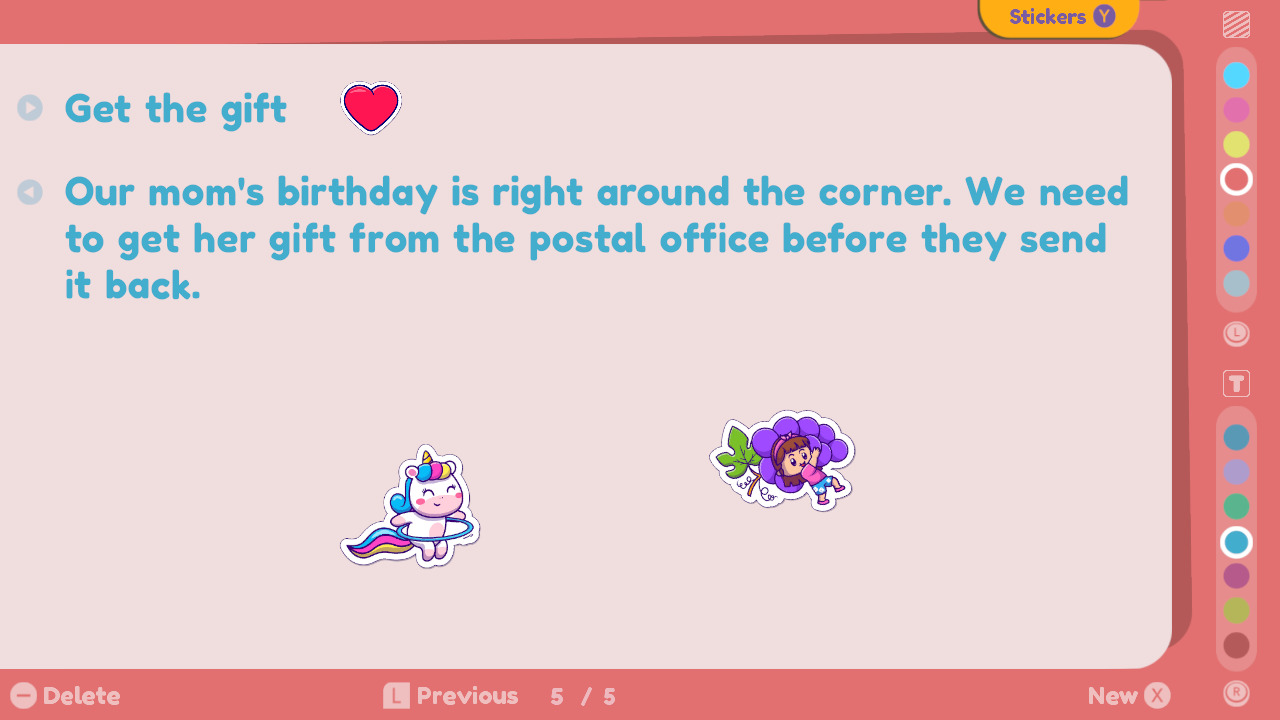 Stickers Y
Get the gift
Our mom's birthday is right around the corner. We need
to get her gift from the postal office before they send
it back.
L
T
R
Delete
L Previous 5 / 5
New X